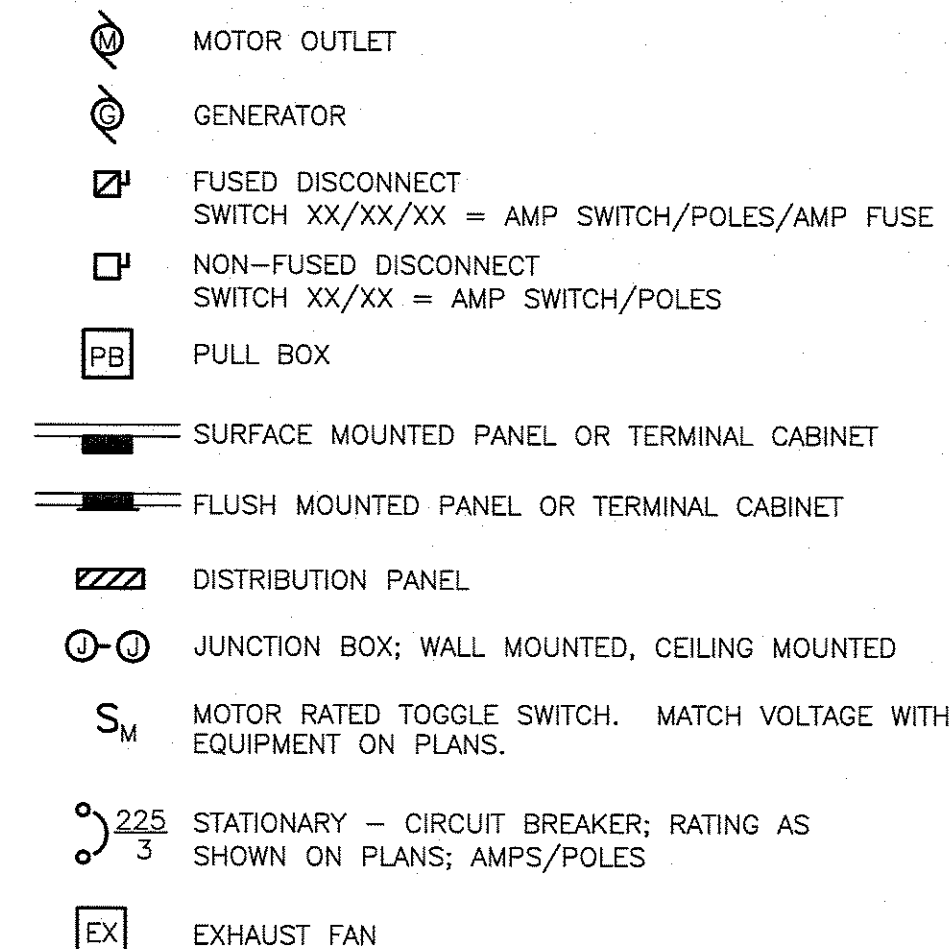 M MOTOR OUTLET
G GENERATOR
FUSED DISCONNECT
SWITCH XX/XX/XX = AMP SWITCH/POLES/AMP FUSE
NON-FUSED DISCONNECT
SWITCH XX/XX = AMP SWITCH/POLES
PB PULL BOX
SURFACE MOUNTED PANEL OR TERMINAL CABINET
FLUSH MOUNTED PANEL OR TERMINAL CABINET
DISTRIBUTION PANEL
J-J JUNCTION BOX; WALL MOUNTED, CEILING MOUNTED
SM MOTOR RATED TOGGLE SWITCH. MATCH VOLTAGE WITH
EQUIPMENT ON PLANS.
225 STATIONARY – CIRCUIT BREAKER; RATING AS
3 SHOWN ON PLANS; AMPS/POLES
EX EXHAUST FAN